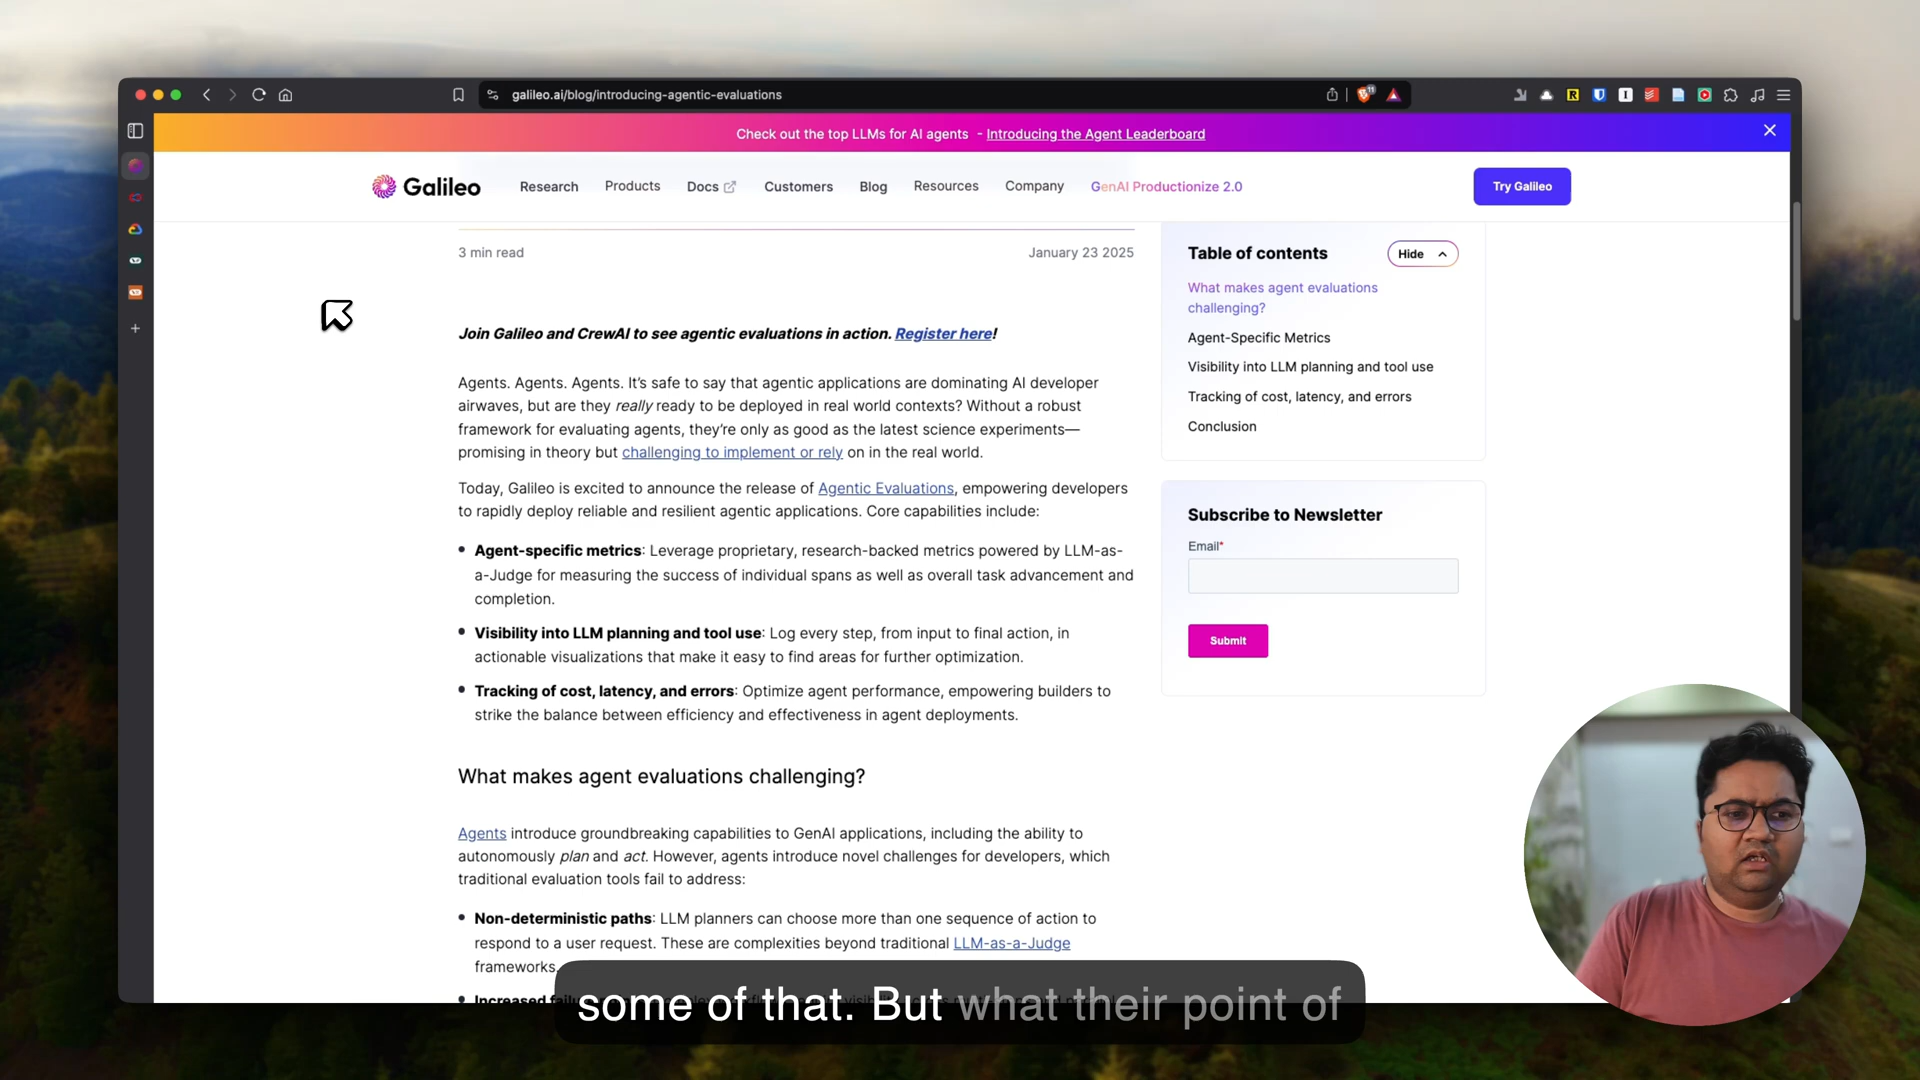 galileo.ai/blog/introducing-agentic-evaluations
Check out the top LLMs for AI agents - Introducing the Agent Leaderboard
Galileo
Research
Products
Docs
Customers
Blog
Resources
Company
GenAI Productionize 2.0
Try Galileo
3 min read
January 23 2025
Join Galileo and CrewAI to see agentic evaluations in action. Register here!
Agents. Agents. Agents. It's safe to say that agentic applications are dominating AI developer
airwaves, but are they really ready to be deployed in real world contexts? Without a robust
framework for evaluating agents, they're only as good as the latest science experiments—
promising in theory but challenging to implement or rely on in the real world.
Today, Galileo is excited to announce the release of Agentic Evaluations, empowering developers
to rapidly deploy reliable and resilient agentic applications. Core capabilities include:
• Agent-specific metrics: Leverage proprietary, research-backed metrics powered by LLM-as-
a-Judge for measuring the success of individual spans as well as overall task advancement and
completion.
• Visibility into LLM planning and tool use: Log every step, from input to final action, in
actionable visualizations that make it easy to find areas for further optimization.
• Tracking of cost, latency, and errors: Optimize agent performance, empowering builders to
strike the balance between efficiency and effectiveness in agent deployments.
What makes agent evaluations challenging?
Agents introduce groundbreaking capabilities to GenAI applications, including the ability to
autonomously plan and act. However, agents introduce novel challenges for developers, which
traditional evaluation tools fail to address:
• Non-deterministic paths: LLM planners can choose more than one sequence of action to
respond to a user request. These are complexities beyond traditional LLM-as-a-Judge
frameworks.
• Increased
Table of contents
Hide
What makes agent evaluations
challenging?
Agent-Specific Metrics
Visibility into LLM planning and tool use
Tracking of cost, latency, and errors
Conclusion
Subscribe to Newsletter
Email*
Submit
some of that. But what their point of